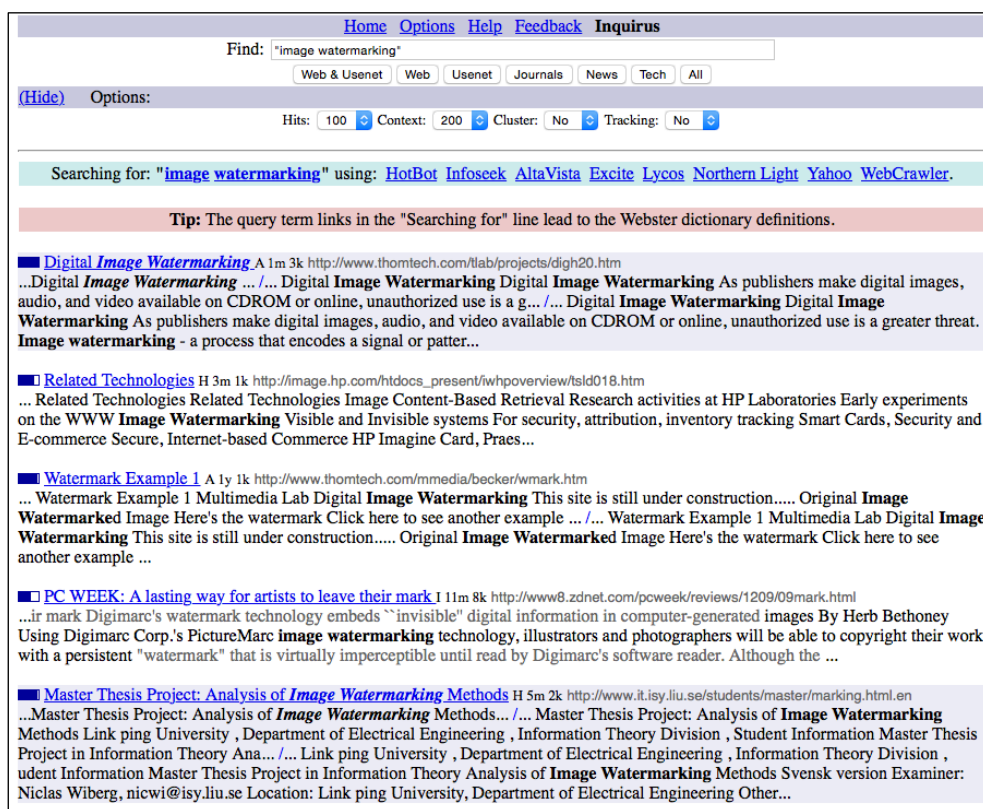 Home Options Help Feedback Inquirus
Find: "image watermarking"
Web & Usenet Web Usenet Journals News Tech All
(Hide) Options:
Hits: 100 Context: 200 Cluster: No Tracking: No
Searching for: "image watermarking" using: HotBot Infoseek AltaVista Excite Lycos Northern Light Yahoo WebCrawler.
Tip: The query term links in the "Searching for" line lead to the Webster dictionary definitions.
Digital Image Watermarking A 1m 3k http://www.thomtech.com/tlab/projects/digh20.htm
...Digital Image Watermarking ... /... Digital Image Watermarking Digital Image Watermarking As publishers make digital images,
audio, and video available on CDROM or online, unauthorized use is a g... /... Digital Image Watermarking Digital Image
Watermarking As publishers make digital images, audio, and video available on CDROM or online, unauthorized use is a greater threat.
Image watermarking - a process that encodes a signal or patter...
Related Technologies H 3m 1k http://image.hp.com/htdocs_present/iwhpoverview/tsld018.htm
... Related Technologies Related Technologies Image Content-Based Retrieval Research activities at HP Laboratories Early experiments
on the WWW Image Watermarking Visible and Invisible systems For security, attribution, inventory tracking Smart Cards, Security and
E-commerce Secure, Internet-based Commerce HP Imagine Card, Praes...
Watermark Example 1 A 1y 1k http://www.thomtech.com/mmedia/becker/wmark.htm
... Watermark Example 1 Multimedia Lab Digital Image Watermarking This site is still under construction..... Original Image
Watermarked Image Here's the watermark Click here to see another example ... /... Watermark Example 1 Multimedia Lab Digital Image
Watermarking This site is still under construction..... Original Image Watermarked Image Here's the watermark Click here to see
another example ...
PC WEEK: A lasting way for artists to leave their mark I 11m 8k http://www8.zdnet.com/pcweek/reviews/1209/09mark.html
...ir mark Digimarc's watermark technology embeds ``invisible'' digital information in computer-generated images By Herb Bethoney
Using Digimarc Corp.'s PictureMarc image watermarking technology, illustrators and photographers will be able to copyright their work
with a persistent "watermark" that is virtually imperceptible until read by Digimarc's software reader. Although the ...
Master Thesis Project: Analysis of Image Watermarking Methods H 5m 2k http://www.it.isy.liu.se/students/master/marking.html.en
...Master Thesis Project: Analysis of Image Watermarking Methods... /... Master Thesis Project: Analysis of Image Watermarking
Methods Link ping University , Department of Electrical Engineering , Information Theory Division , Student Information Master Thesis
Project in Information Theory Ana... /... Link ping University , Department of Electrical Engineering , Information Theory Division ,
udent Information Master Thesis Project in Information Theory Analysis of Image Watermarking Methods Svensk version Examiner:
Niclas Wiberg, nicwi@isy.liu.se Location: Link ping University, Department of Electrical Engineering Other...